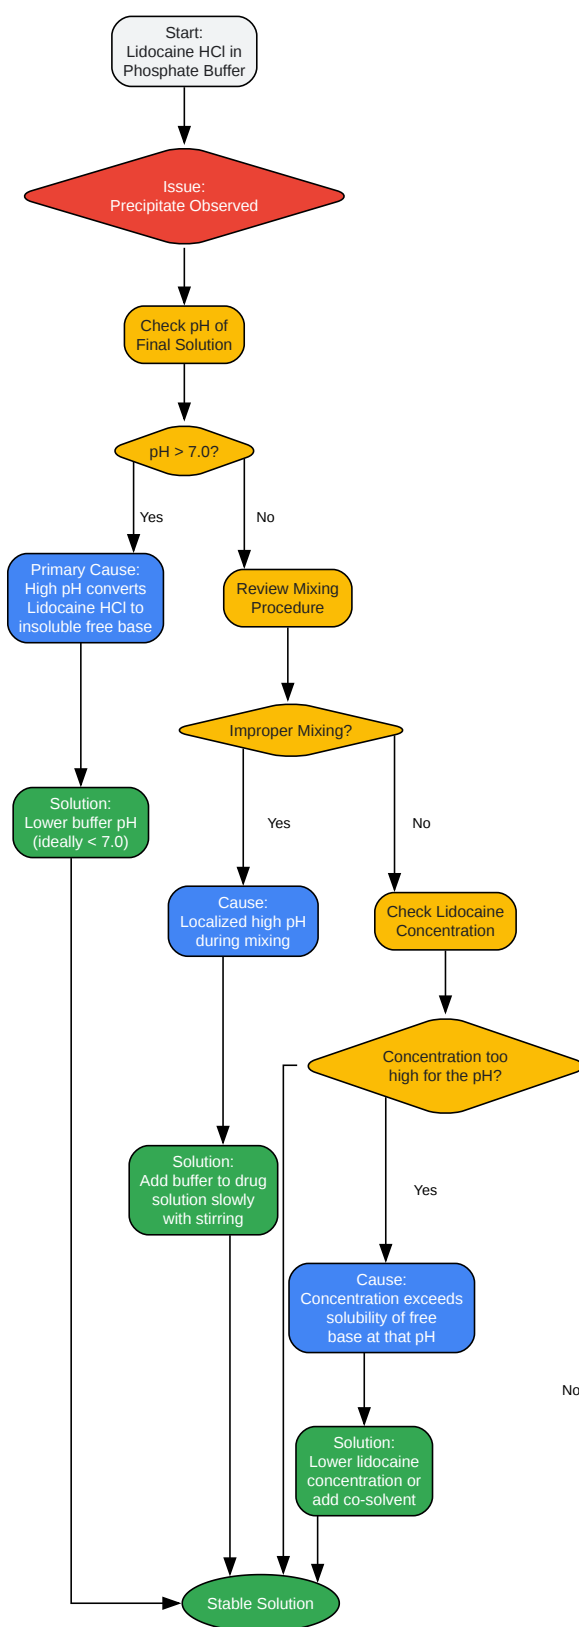 Start:
Lidocaine HCl in
Phosphate Buffer
Issue:
Precipitate Observed
Check pH of
Final Solution
pH > 7.0?
Yes
No
Primary Cause:
High pH converts
Lidocaine HCl to
insoluble free base
Review Mixing
Procedure
Improper Mixing?
Solution:
Lower buffer pH
(ideally < 7.0)
Yes
No
Cause:
Localized high pH
during mixing
Check Lidocaine
Concentration
Concentration too
high for the pH?
Solution:
Add buffer to drug
solution slowly
with stirring
Yes
Cause:
Concentration exceeds
solubility of free
base at that pH
No
Solution:
Lower lidocaine
concentration or
add co-solvent
Stable Solution